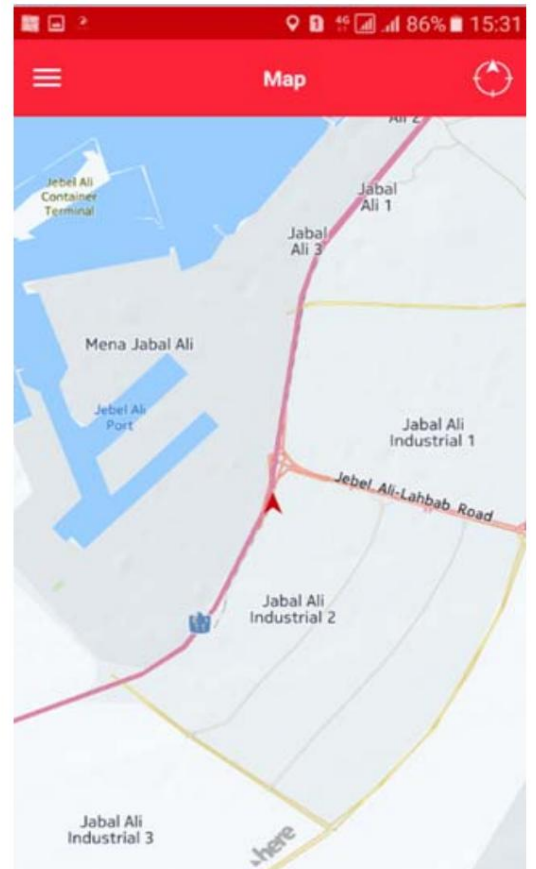 4G 86% 15:31
Map
Ali 2
Jebel Ali
Container
Terminal
Jabal
Ali 1
Jabal
Ali 3
Mena Jabal Ali
Jebel Ali
Port
Jabal Ali
Industrial 1
Jebel Ali-Lahbab Road
Jabal Ali
Industrial 2
Jabal Ali
Industrial 3
here